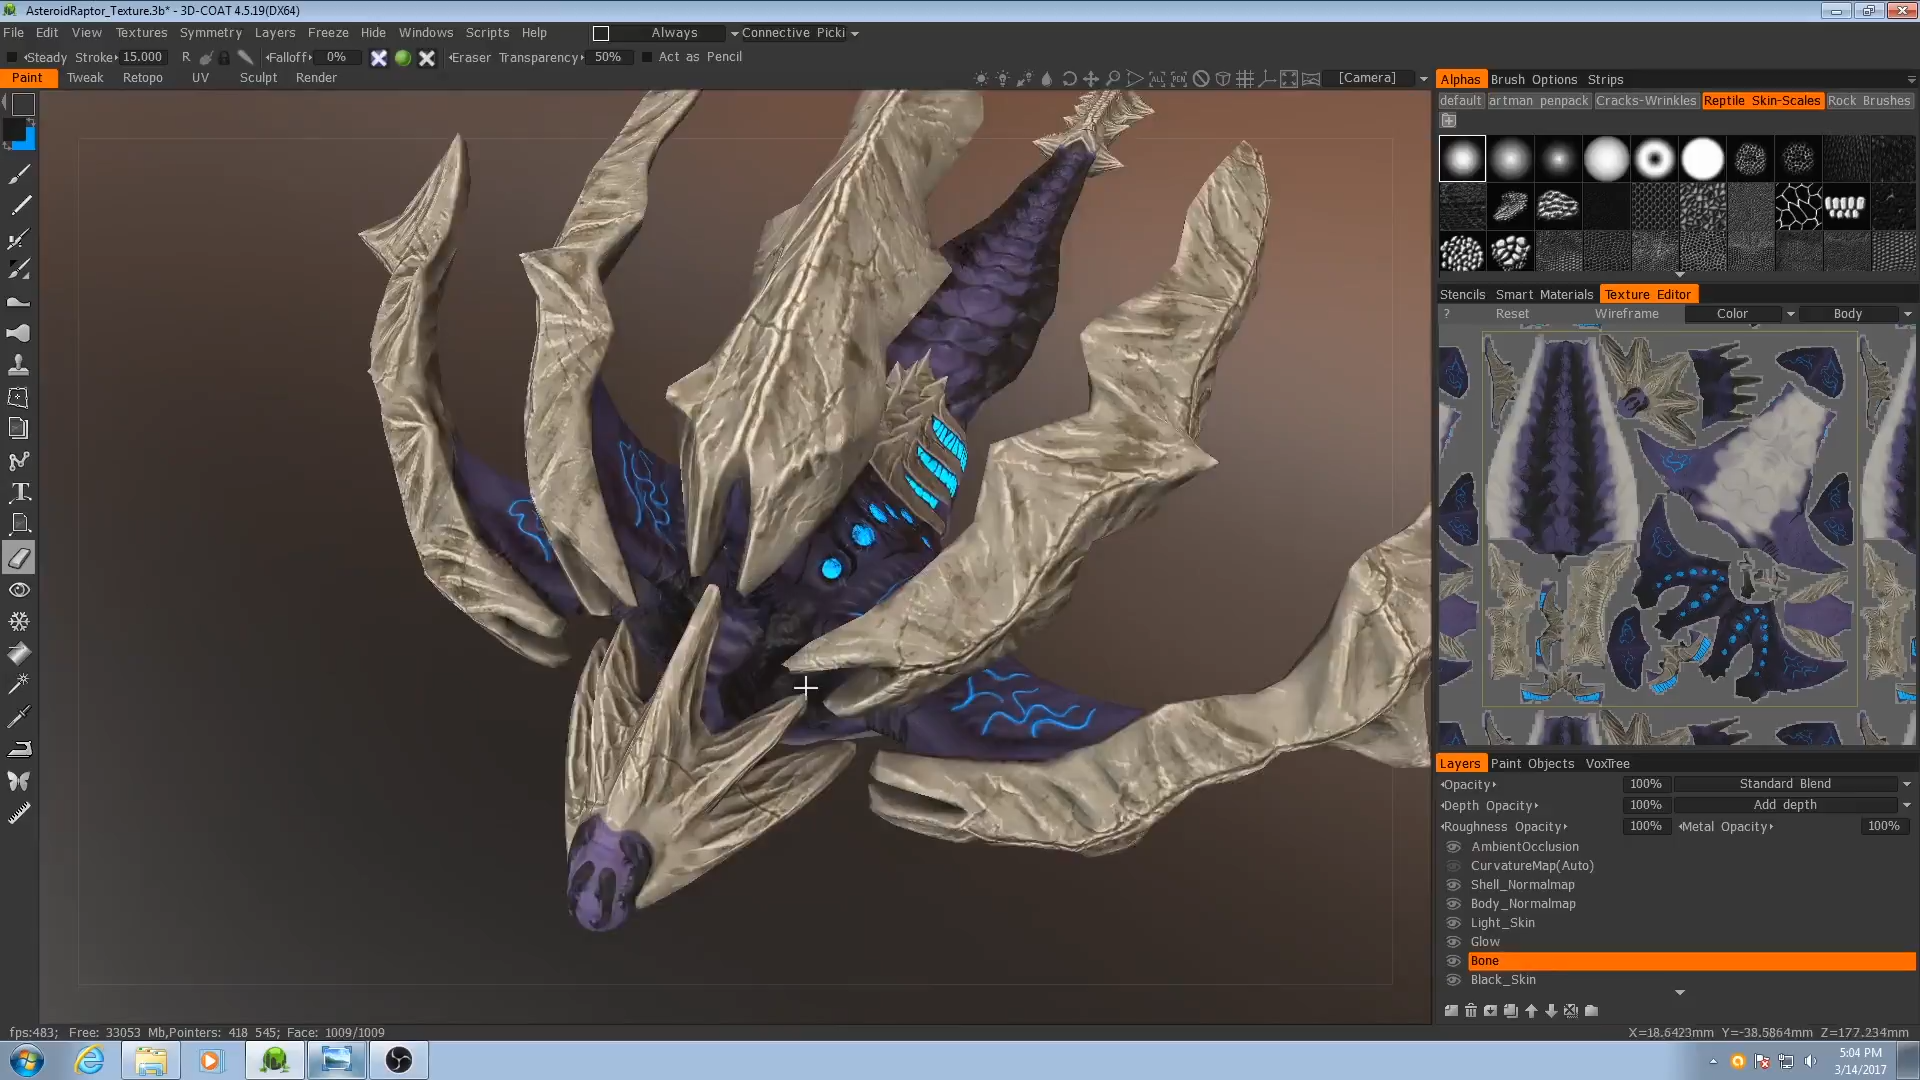 AsteroidRaptor_Texture.3b* - 3D-COAT 4.5.19(DX64)
File Edit View Textures Symmetry Layers Freeze Hide Windows Scripts Help Always Connective Picki
Steady Stroke 15.000 R Falloff 0% Eraser Transparency 50% Act as Pencil
Paint Tweak Retopo UV Sculpt Render [Camera]
Alphas Brush Options Strips
default artman penpack Cracks-Wrinkles Reptile Skin-Scales Rock Brushes
Stencils Smart Materials Texture Editor
? Reset Wireframe Color Body
Layers Paint Objects VoxTree
Opacity 100% Standard Blend
Depth Opacity 100% Add depth
Roughness Opacity 100% Metal Opacity 100%
AmbientOcclusion
CurvatureMap(Auto)
Shell_Normalmap
Body_Normalmap
Light_Skin
Glow
Bone
Black_Skin
fps:483; Free: 33053 Mb,Pointers: 418 545; Face: 1009/1009
X=18.6423mm Y=-38.5864mm Z=177.234mm
5:04 PM
3/14/2017